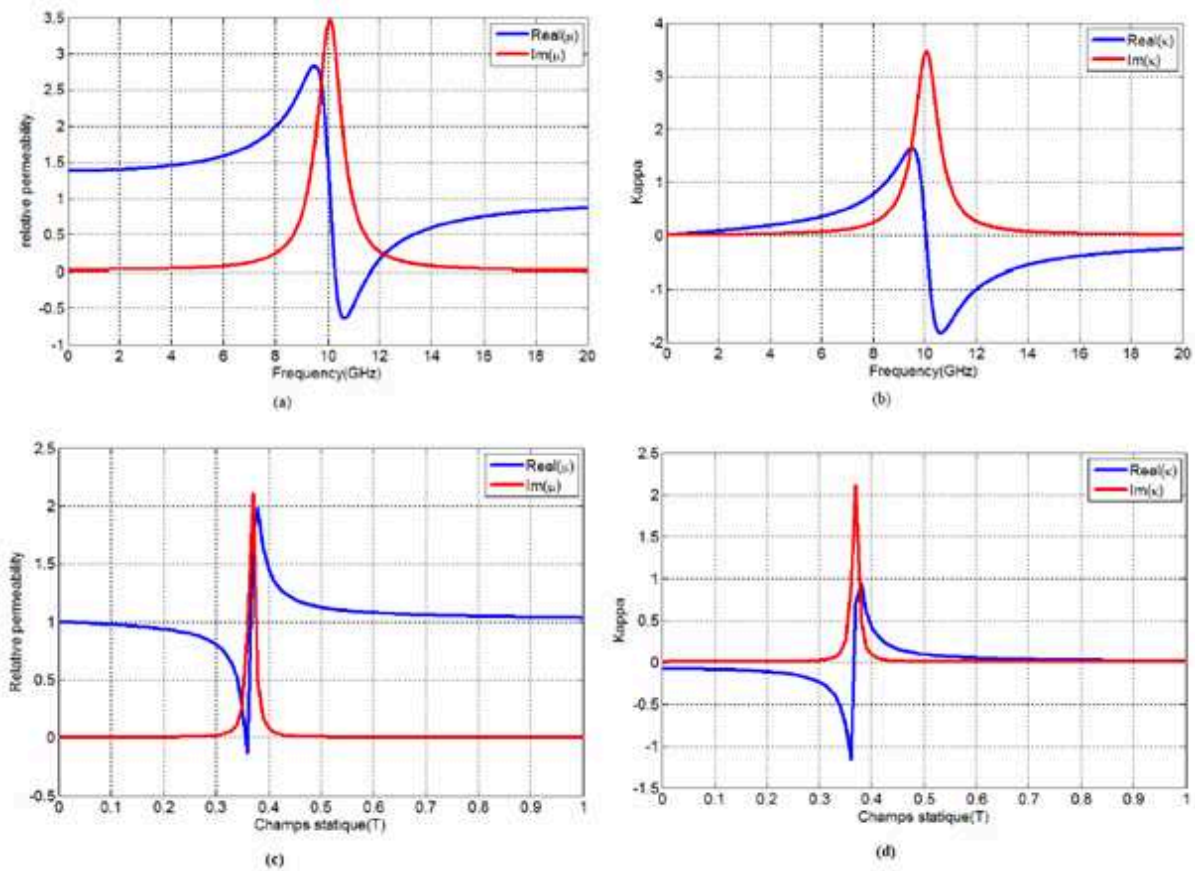 3.5
3
2.5
2
1.5
1
0.5
0
-0.5
-1
relative permeability
Real(μ)
Im(μ)
0 2 4 6 8 10 12 14 16 18 20
Frequency(GHz)
(a)
4
3
2
1
0
-1
-2
Kappa
Real(κ)
Im(κ)
0 2 4 6 8 10 12 14 16 18 20
Frequency(GHz)
(b)
2.5
2
1.5
1
0.5
0
-0.5
Relative permeability
Real(μ)
Im(μ)
0 0.1 0.2 0.3 0.4 0.5 0.6 0.7 0.8 0.9 1
Champs statique(T)
(c)
2.5
2
1.5
1
0.5
0
-0.5
-1
-1.5
Kappa
Real(κ)
Im(κ)
0 0.1 0.2 0.3 0.4 0.5 0.6 0.7 0.8 0.9 1
Champs statique(T)
(d)